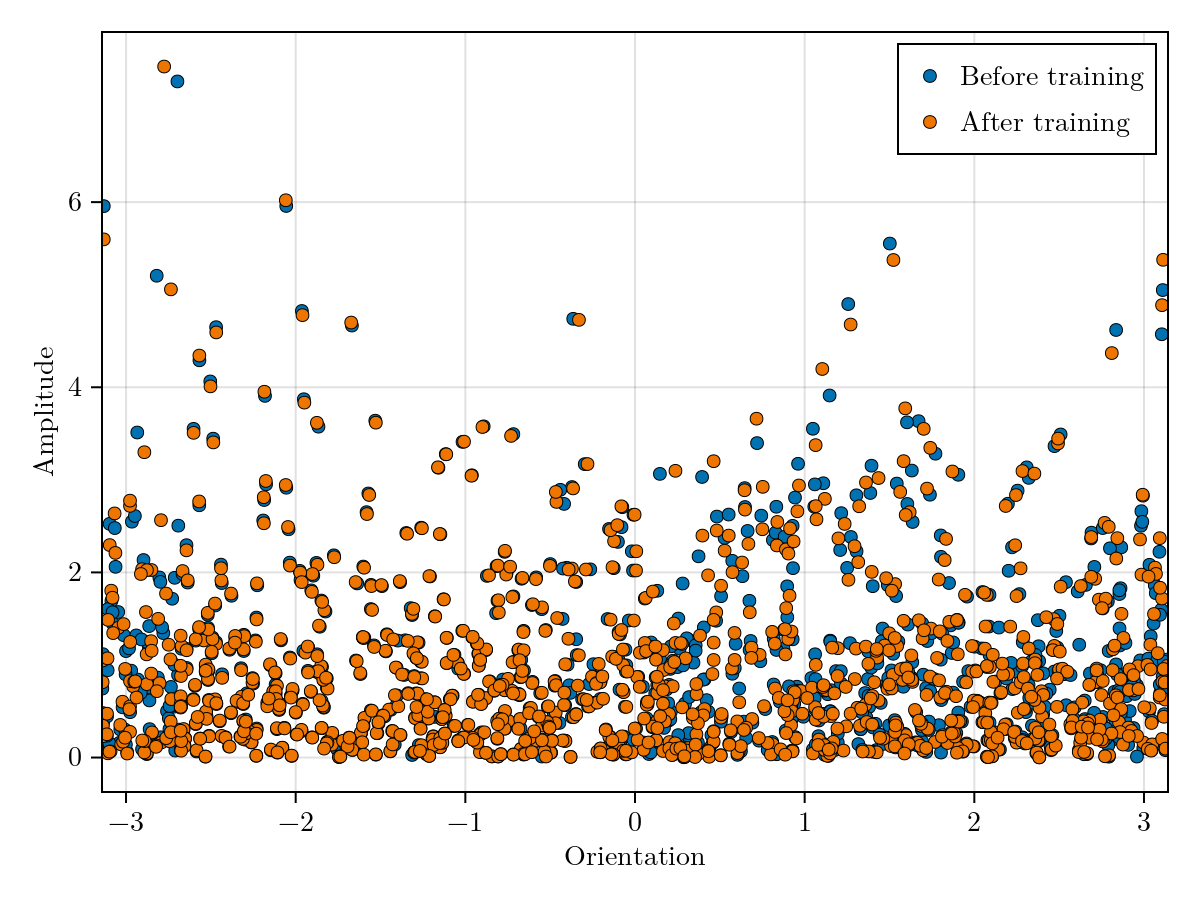 Before training
After training
Amplitude
6
4
2
0
−3 −2 −1 0 1 2 3
Orientation